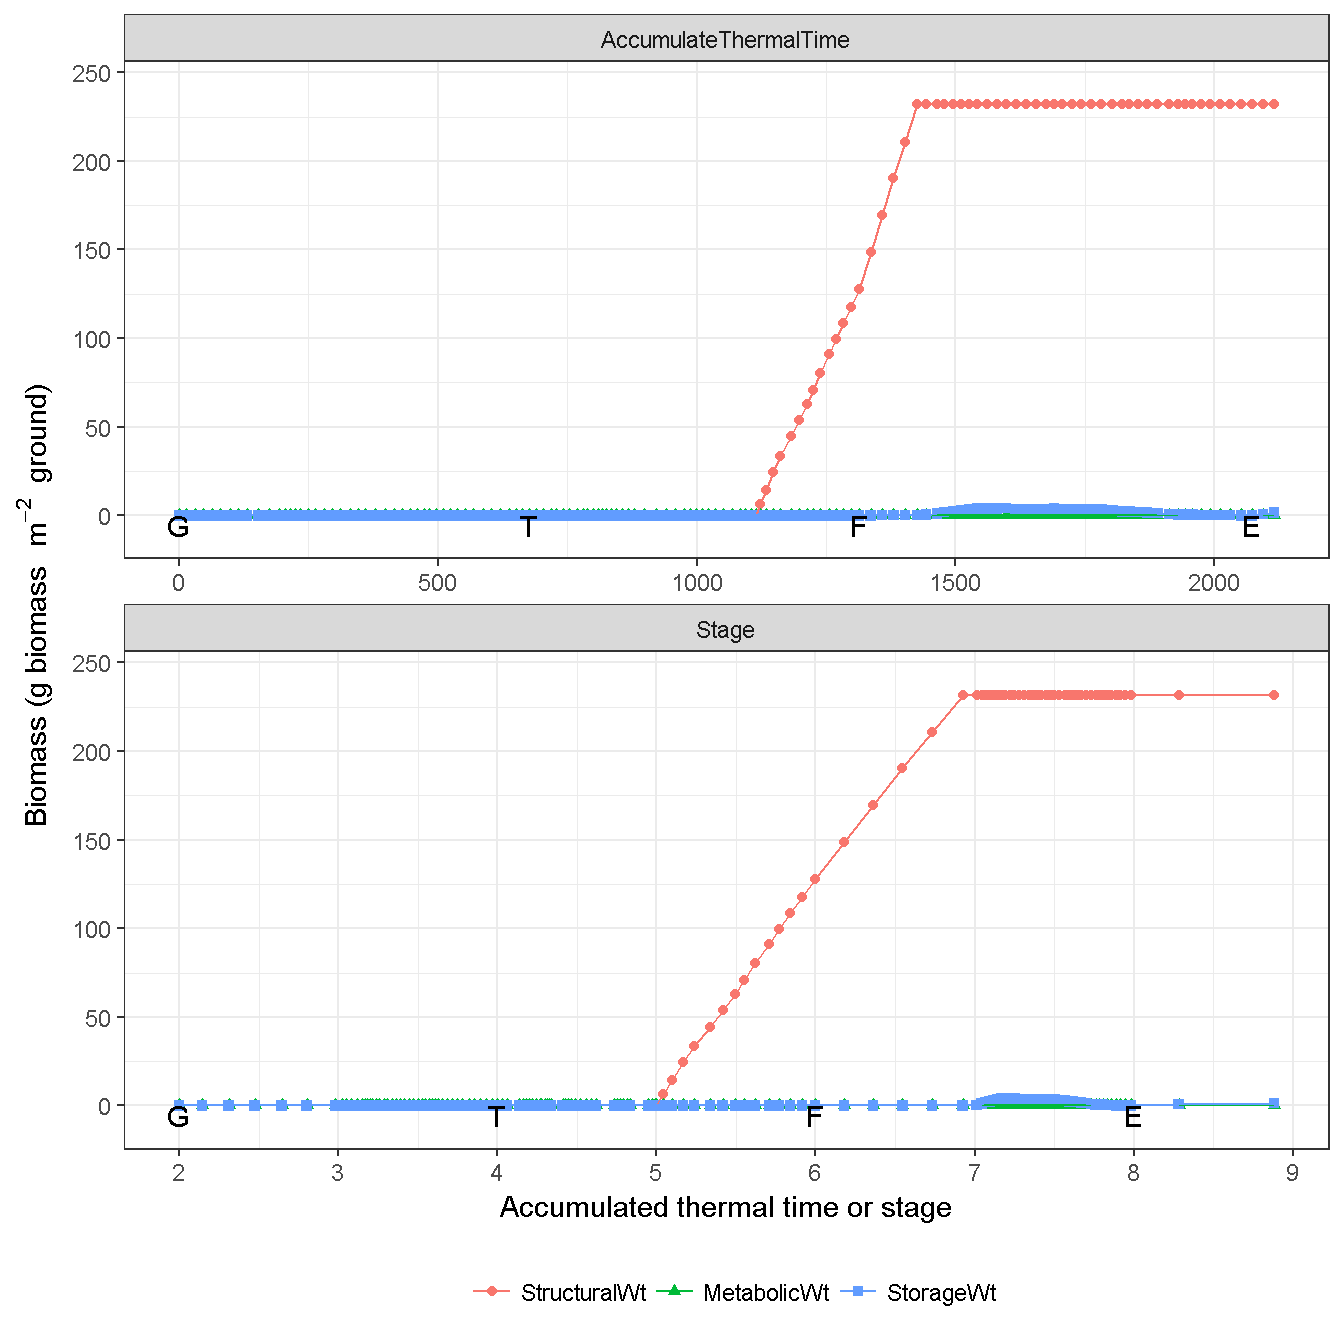 AccumulateThermalTime
250
200
150
100
50
0
G T F E
0 500 1000 1500 2000
Biomass (g biomass m⁻² ground)
Stage
250
200
150
100
50
0
G T F E
2 3 4 5 6 7 8 9
Accumulated thermal time or stage
StructuralWt MetabolicWt StorageWt